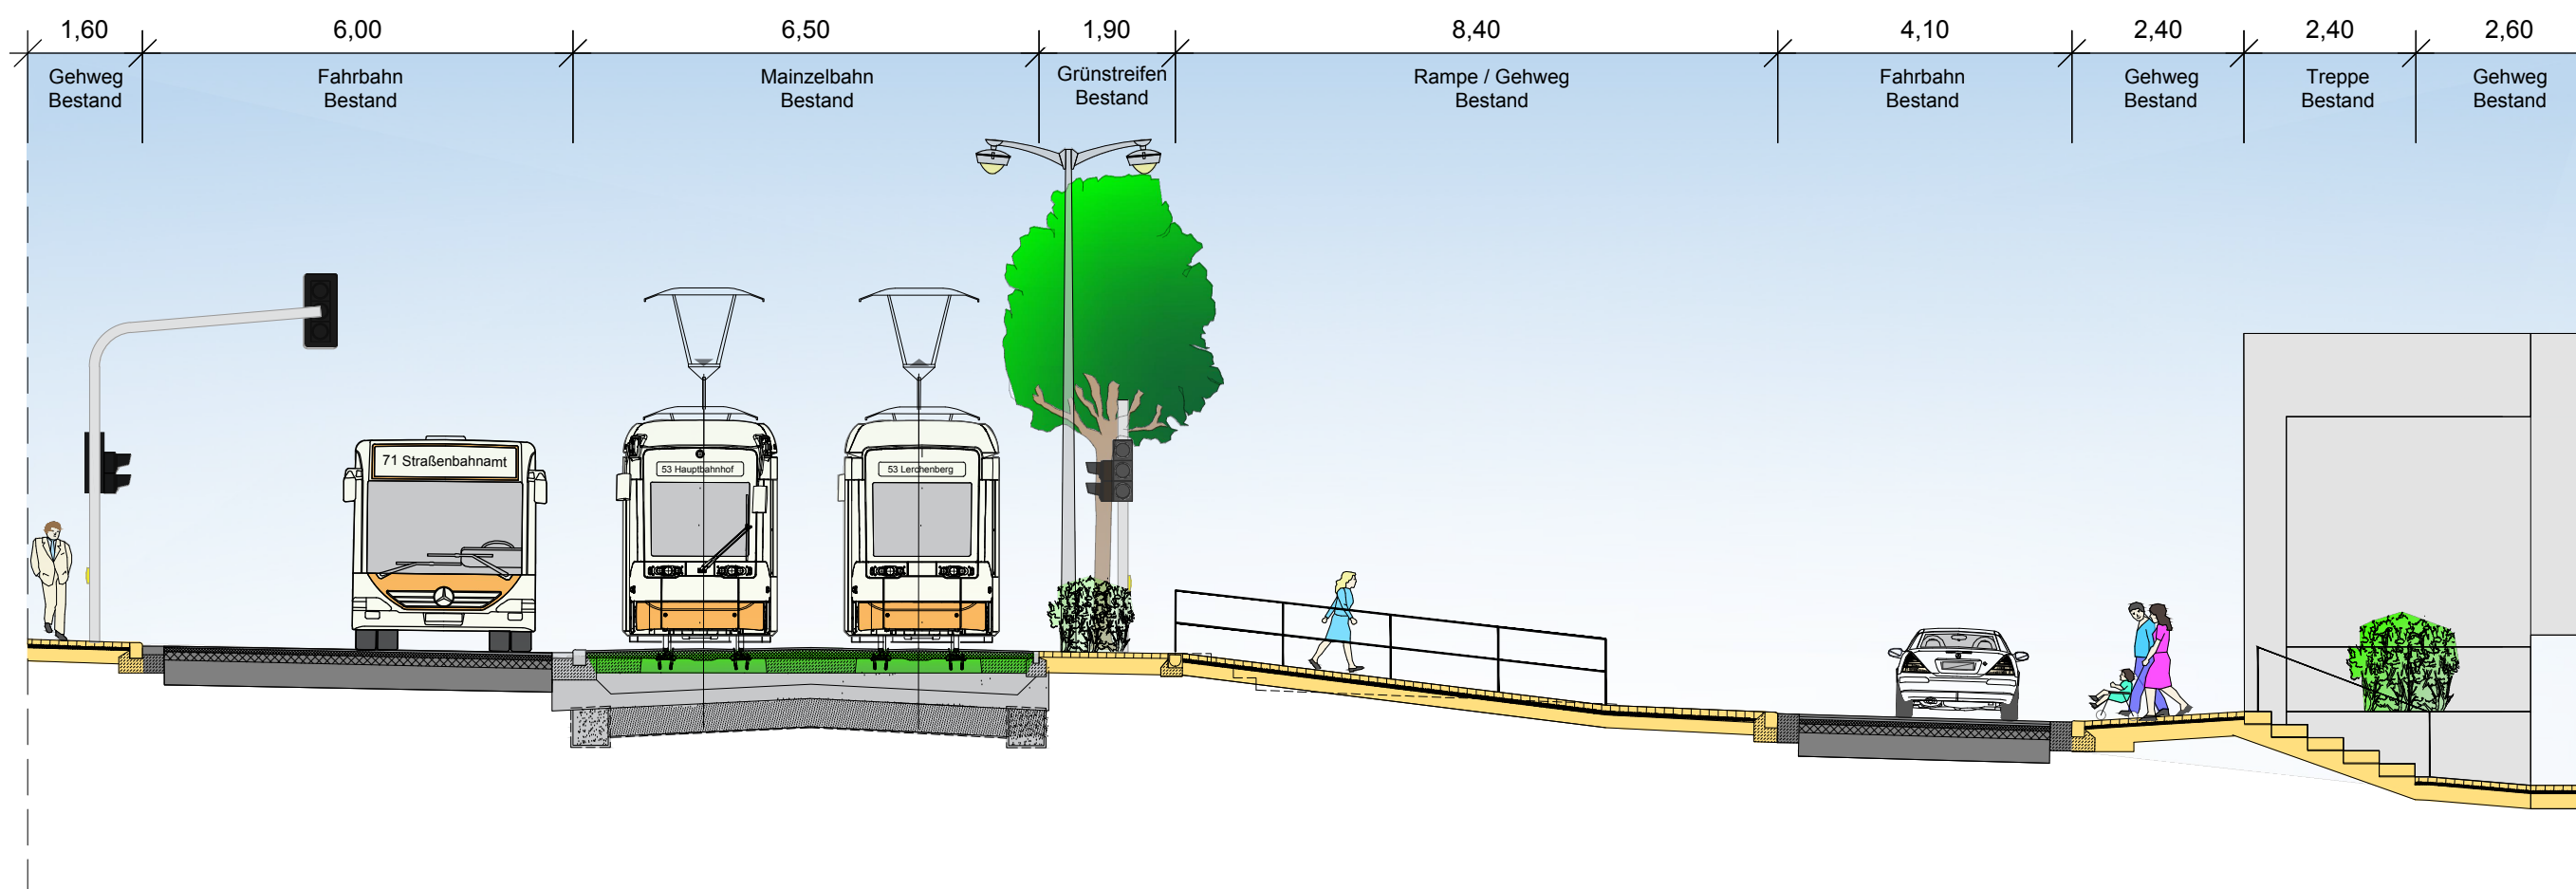 1,60
6,00
6,50
1,90
8,40
4,10
2,40
2,40
2,60
Gehweg
Bestand
Fahrbahn
Bestand
Mainzelbahn
Bestand
Grünstreifen
Bestand
Rampe / Gehweg
Bestand
Fahrbahn
Bestand
Gehweg
Bestand
Treppe
Bestand
Gehweg
Bestand
71 Straßenbahnamt
53 Hauptbahnhof
53 Lerchenberg